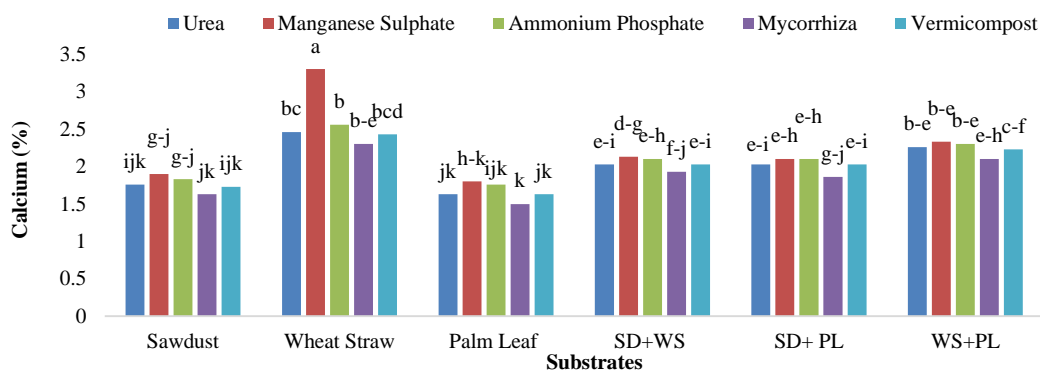 Urea Manganese Sulphate Ammonium Phosphate Mycorrhiza Vermicompost
3.5
3
2.5
2
1.5
1
0.5
0
Calcium (%)
ijk g-j g-j jk ijk
bc a b b-e bcd
jk h-k ijk k jk
e-i d-g e-h f-j e-i
e-i e-h e-h g-j e-i
b-e b-e b-e e-h c-f
Sawdust Wheat Straw Palm Leaf SD+WS SD+ PL WS+PL
Substrates